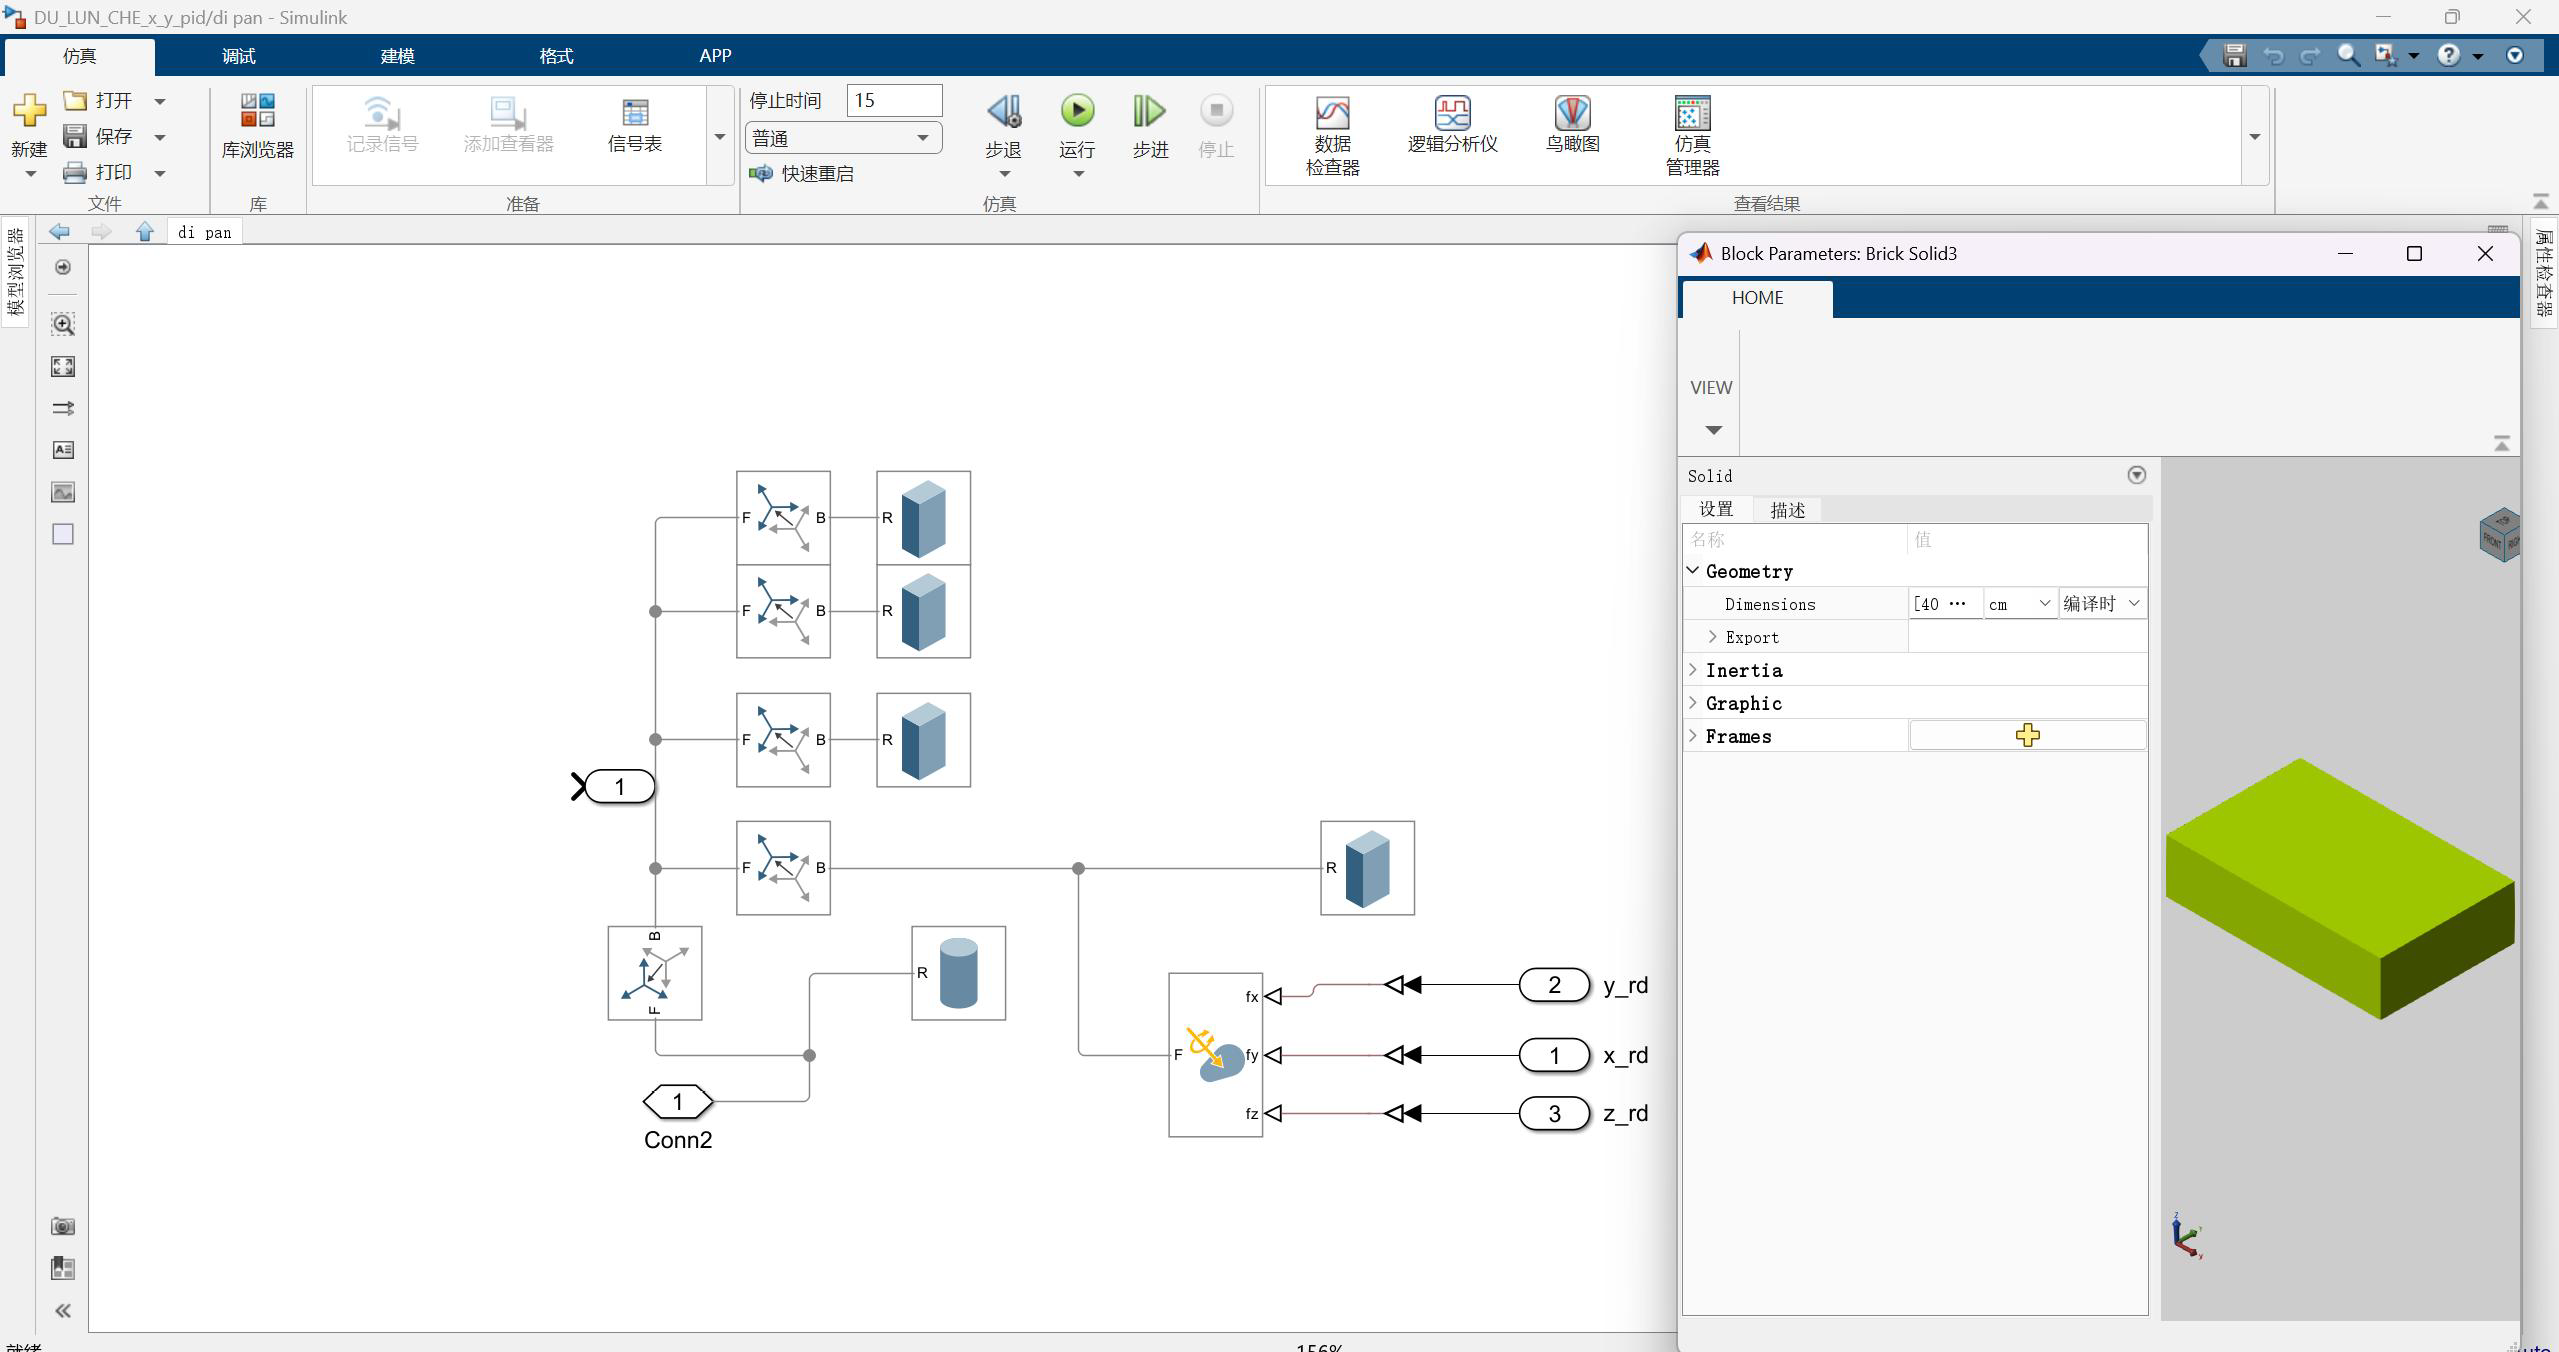 DU_LUN_CHE_x_y_pid/di pan - Simulink
仿真 调试 建模 格式 APP
新建
打开
保存
打印
文件
库浏览器
库
记录信号 添加查看器 信号表
准备
停止时间 15
普通
快速重启
步退 运行 步进 停止
仿真
数据
检查器
逻辑分析仪 鸟瞰图
仿真
管理器
查看结果
模型浏览器
di pan
属性检查器
F B R
F B R
F B R
1
F B R
B
F
R
1
Conn2
fx
F fy
fz
2 y_rd
1 x_rd
3 z_rd
Block Parameters: Brick Solid3
HOME
VIEW
Solid
设置 描述
名称 值
Geometry
Dimensions [40 ... cm 编译时
Export
Inertia
Graphic
Frames
FRONT
z
就绪
156%